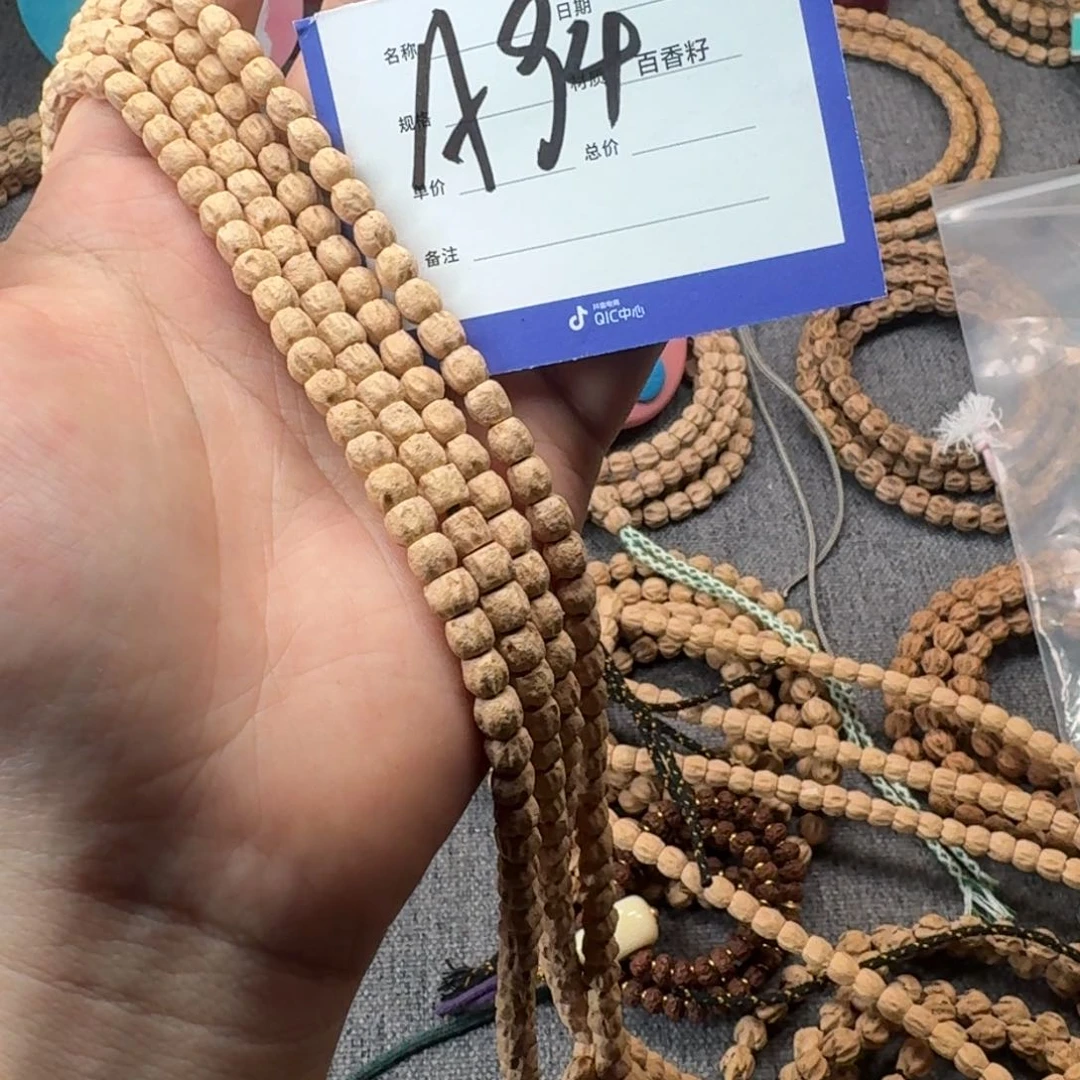 名称 日期
A94
规格 材质 百香籽
单价 总价
备注
抖音电商
QIC中心